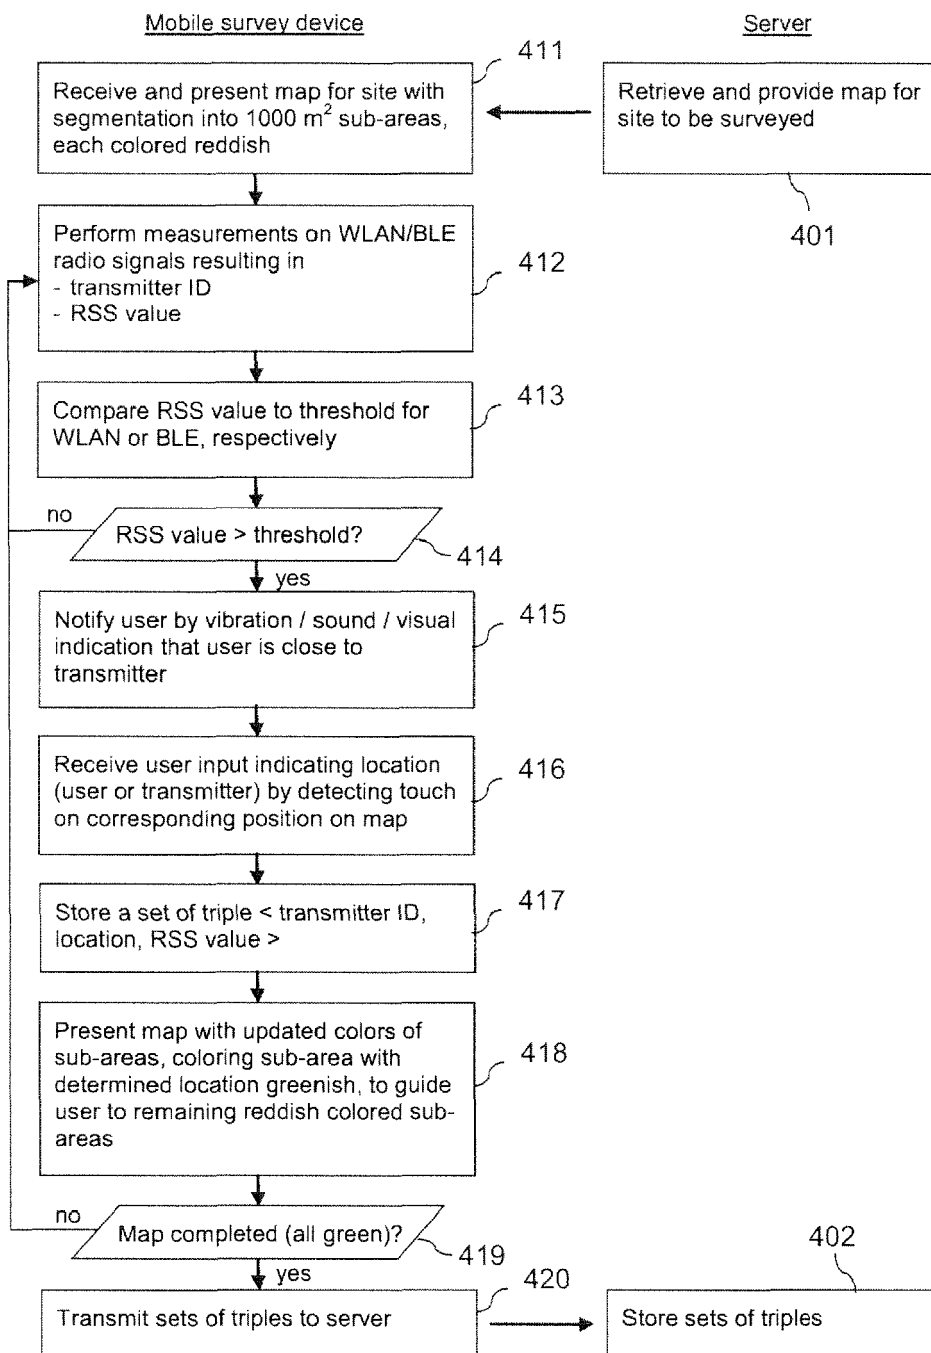 Mobile survey device
Server
411
Receive and present map for site with
segmentation into 1000 m² sub-areas,
each colored reddish
Retrieve and provide map for
site to be surveyed
401
Perform measurements on WLAN/BLE
radio signals resulting in
- transmitter ID
- RSS value
412
Compare RSS value to threshold for
WLAN or BLE, respectively
413
no
RSS value > threshold?
414
yes
Notify user by vibration / sound / visual
indication that user is close to
transmitter
415
Receive user input indicating location
(user or transmitter) by detecting touch
on corresponding position on map
416
Store a set of triple < transmitter ID,
location, RSS value >
417
Present map with updated colors of
sub-areas, coloring sub-area with
determined location greenish, to guide
user to remaining reddish colored sub-
areas
418
no
Map completed (all green)?
419
yes
420
402
Transmit sets of triples to server
Store sets of triples